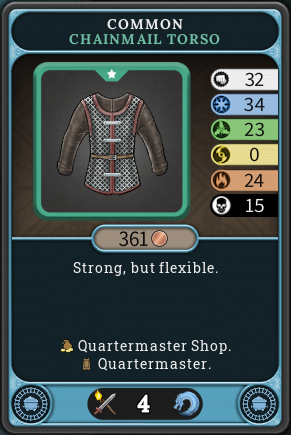 COMMON
CHAINMAIL TORSO
32
34
23
0
24
15
361
Strong, but flexible.
Quartermaster Shop.
Quartermaster.
4